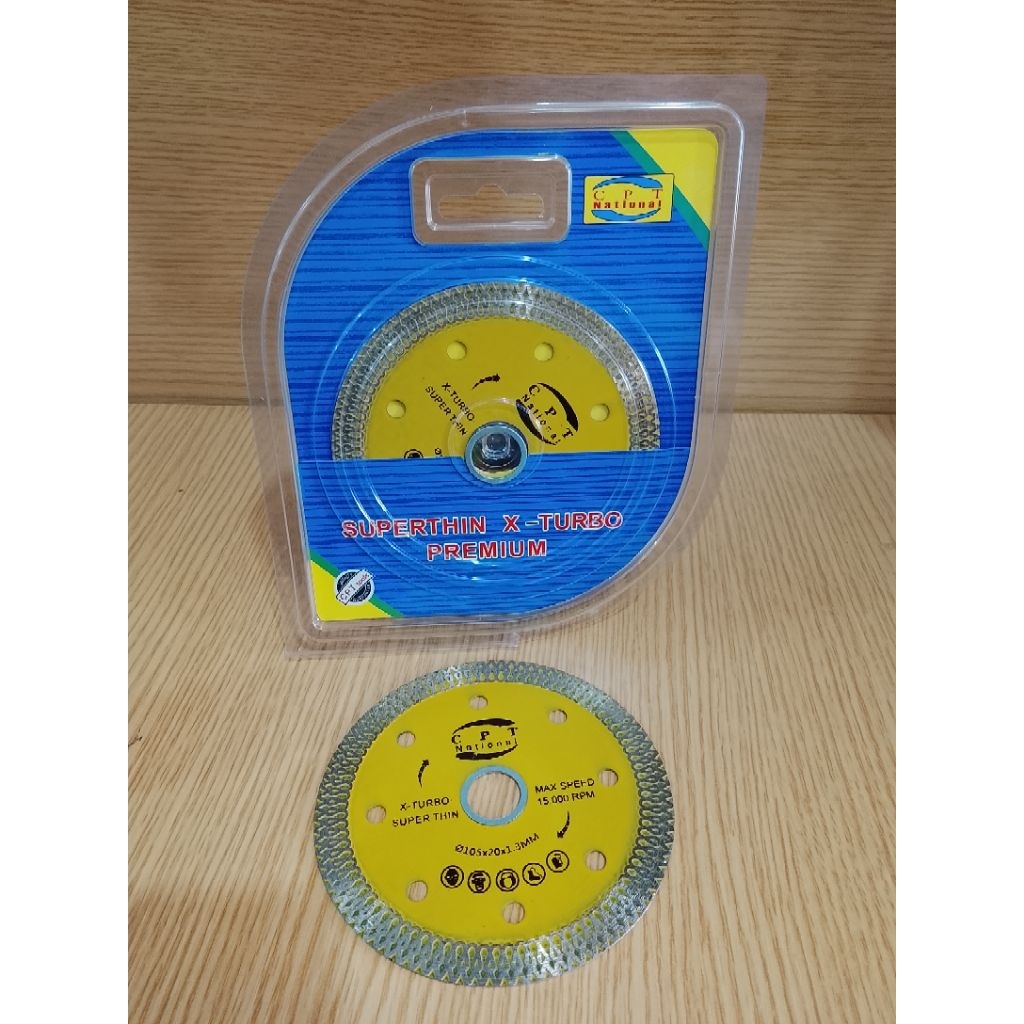 C P T
National
C P T
National
X-TURBO
SUPER THIN
SUPERTHIN X-TURBO
PREMIUM
CPT
C P T
National
X-TURBO
SUPER THIN
MAX SPEED
15.000 RPM
Ø105x20x1.3MM